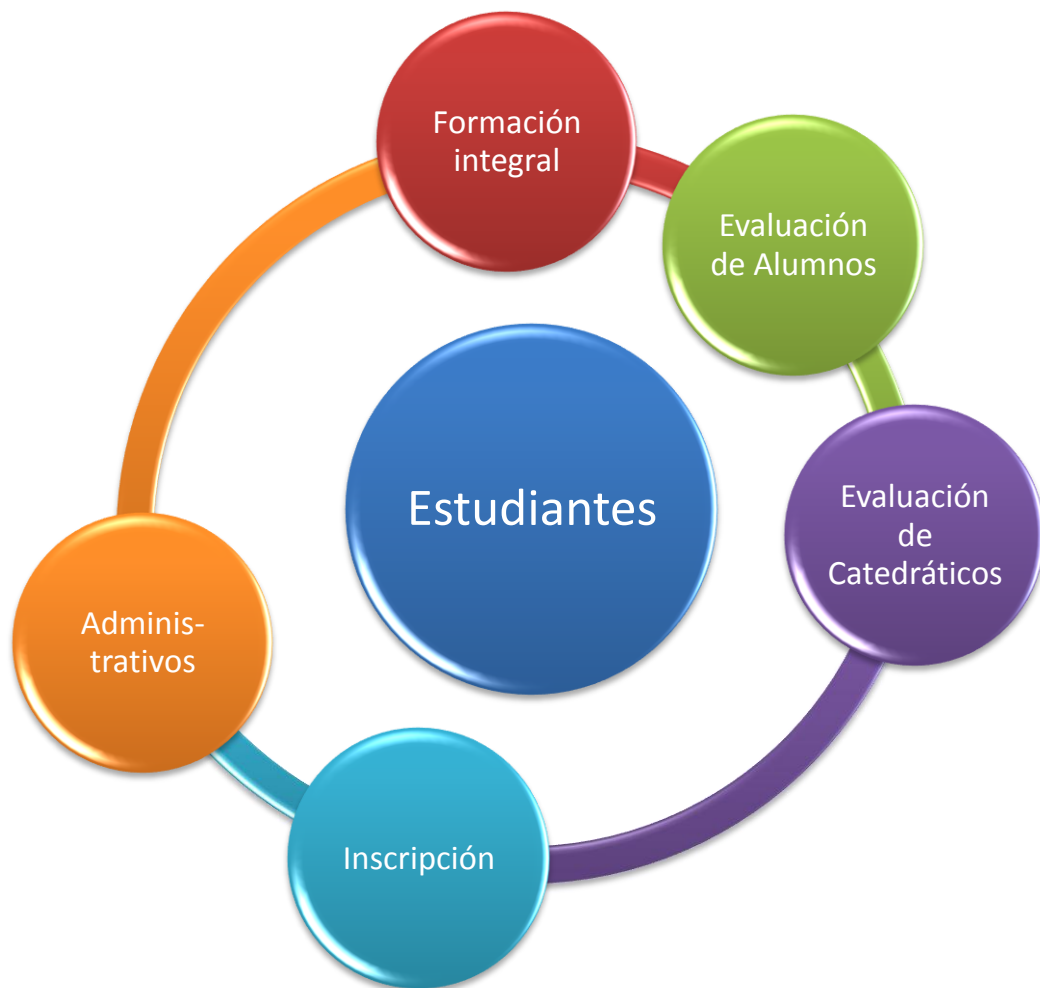 Formación
integral
Evaluación
de Alumnos
Estudiantes
Evaluación
de
Catedráticos
Adminis-
trativos
Inscripción